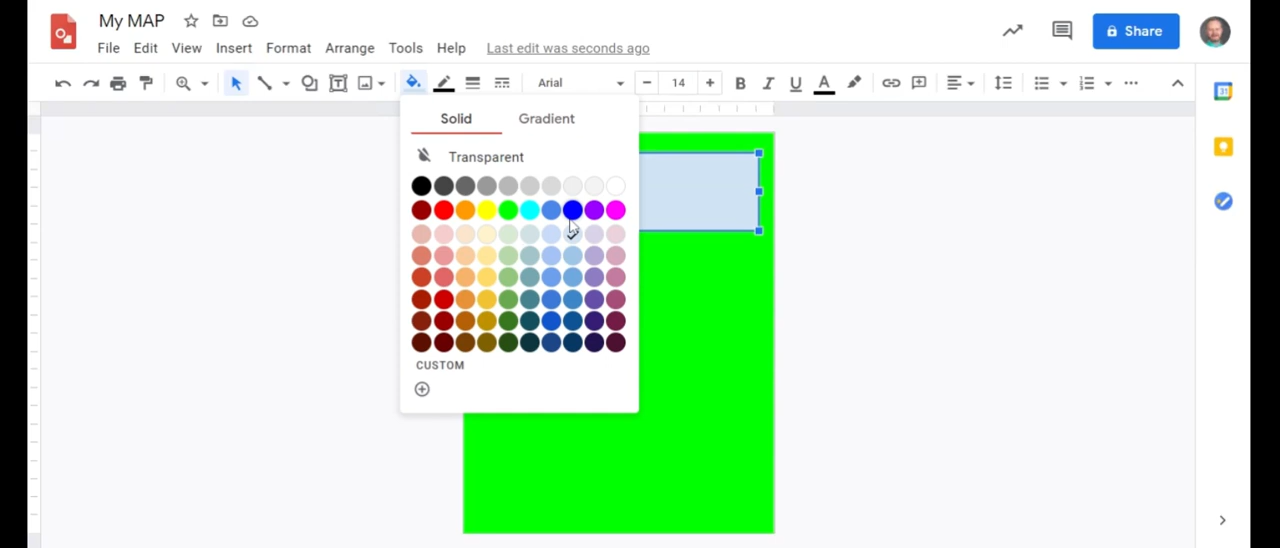 My MAP
File Edit View Insert Format Arrange Tools Help Last edit was seconds ago
Share
Arial 14 B I U A
Solid Gradient
Transparent
CUSTOM
31